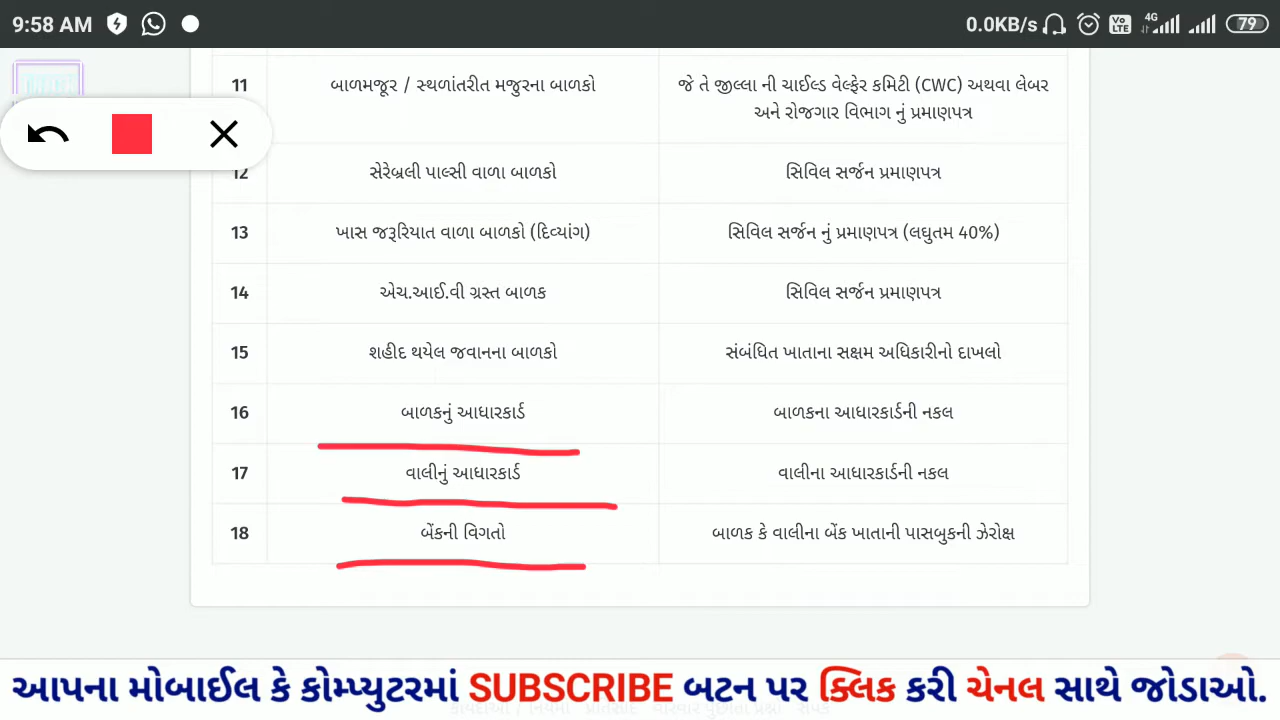 9:58 AM
0.0KB/s
Vo LTE
4G
79
11 બાળમજૂર / સ્થળાંતરીત મજુરના બાળકો જે તે જીલ્લા ની ચાઈલ્ડ વેલ્ફેર કમિટી (CWC) અથવા લેબર
અને રોજગાર વિભાગ નું પ્રમાણપત્ર
12 સેરેબ્રલી પાલ્સી વાળા બાળકો સિવિલ સર્જન પ્રમાણપત્ર
13 ખાસ જરૂરિયાત વાળા બાળકો (દિવ્યાંગ) સિવિલ સર્જન નું પ્રમાણપત્ર (લઘુતમ 40%)
14 એચ.આઈ.વી ગ્રસ્ત બાળક સિવિલ સર્જન પ્રમાણપત્ર
15 શહીદ થયેલ જવાનના બાળકો સંબંધિત ખાતાના સક્ષમ અધિકારીનો દાખલો
16 બાળકનું આધારકાર્ડ બાળકના આધારકાર્ડની નકલ
17 વાલીનું આધારકાર્ડ વાલીના આધારકાર્ડની નકલ
18 બેંકની વિગતો બાળક કે વાલીના બેંક ખાતાની પાસબુકની ઝેરોક્ષ
આપના મોબાઈલ કે કોમ્પ્યુટરમાં SUBSCRIBE બટન પર ક્લિક કરી ચેનલ સાથે જોડાઓ.